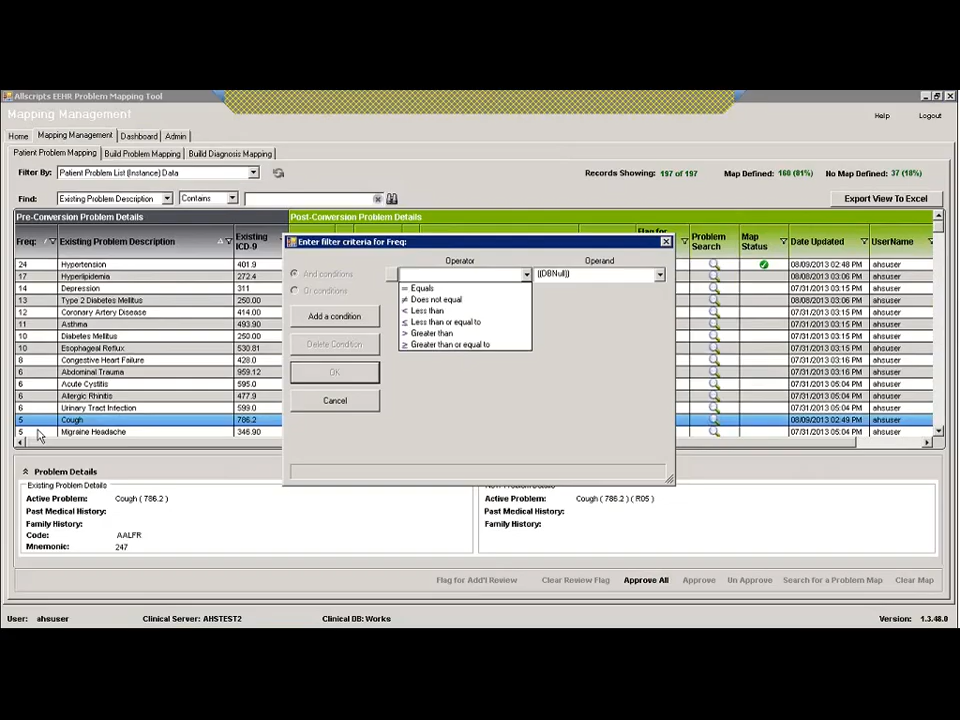 Allscripts EEHR Problem Mapping Tool
Mapping Management
Help Logout
Home Mapping Management Dashboard Admin
Patient Problem Mapping Build Problem Mapping Build Diagnosis Mapping
Filter By: Patient Problem List (Instance) Data Records Showing: 197 of 197 Map Defined: 160 (81%) No Map Defined: 37 (18%)
Find: Existing Problem Description Contains Export View To Excel
Pre-Conversion Problem Details Post-Conversion Problem Details
Freq: Existing Problem Description Existing ICD-9 Problem Search Map Status Date Updated UserName
24 Hypertension 401.9 08/09/2013 02:48 PM ahsuser
17 Hyperlipidemia 272.4 08/08/2013 03:16 PM ahsuser
14 Depression 311 07/31/2013 03:15 PM ahsuser
13 Type 2 Diabetes Mellitus 250.00 08/08/2013 03:16 PM ahsuser
12 Coronary Artery Disease 414.00 07/31/2013 03:15 PM ahsuser
11 Asthma 493.90 07/31/2013 03:15 PM ahsuser
10 Diabetes Mellitus 250.00 07/31/2013 03:15 PM ahsuser
10 Esophageal Reflux 530.81 07/31/2013 03:15 PM ahsuser
8 Congestive Heart Failure 428.0 07/31/2013 03:16 PM ahsuser
6 Abdominal Trauma 959.12 07/31/2013 03:16 PM ahsuser
6 Acute Cystitis 595.0 07/31/2013 05:04 PM ahsuser
6 Allergic Rhinitis 477.9 07/31/2013 05:04 PM ahsuser
6 Urinary Tract Infection 599.0 07/31/2013 05:04 PM ahsuser
5 Cough 786.2 08/09/2013 02:49 PM ahsuser
5 Migraine Headache 346.90 07/31/2013 05:04 PM ahsuser
Enter filter criteria for Freq:
Operator Operand
And conditions ((DBNull))
Or conditions
Add a condition
Delete Condition
OK
Cancel
= Equals
≠ Does not equal
< Less than
≤ Less than or equal to
> Greater than
≥ Greater than or equal to
Problem Details
Existing Problem Details
Active Problem: Cough ( 786.2 ) Active Problem: Cough ( 786.2 ) ( R05 )
Past Medical History: Past Medical History:
Family History: Family History:
Code: AALFR
Mnemonic: 247
Flag for Add'l Review Clear Review Flag Approve All Approve Un Approve Search for a Problem Map Clear Map
User: ahsuser Clinical Server: AHSTEST2 Clinical DB: Works Version: 1.3.48.0